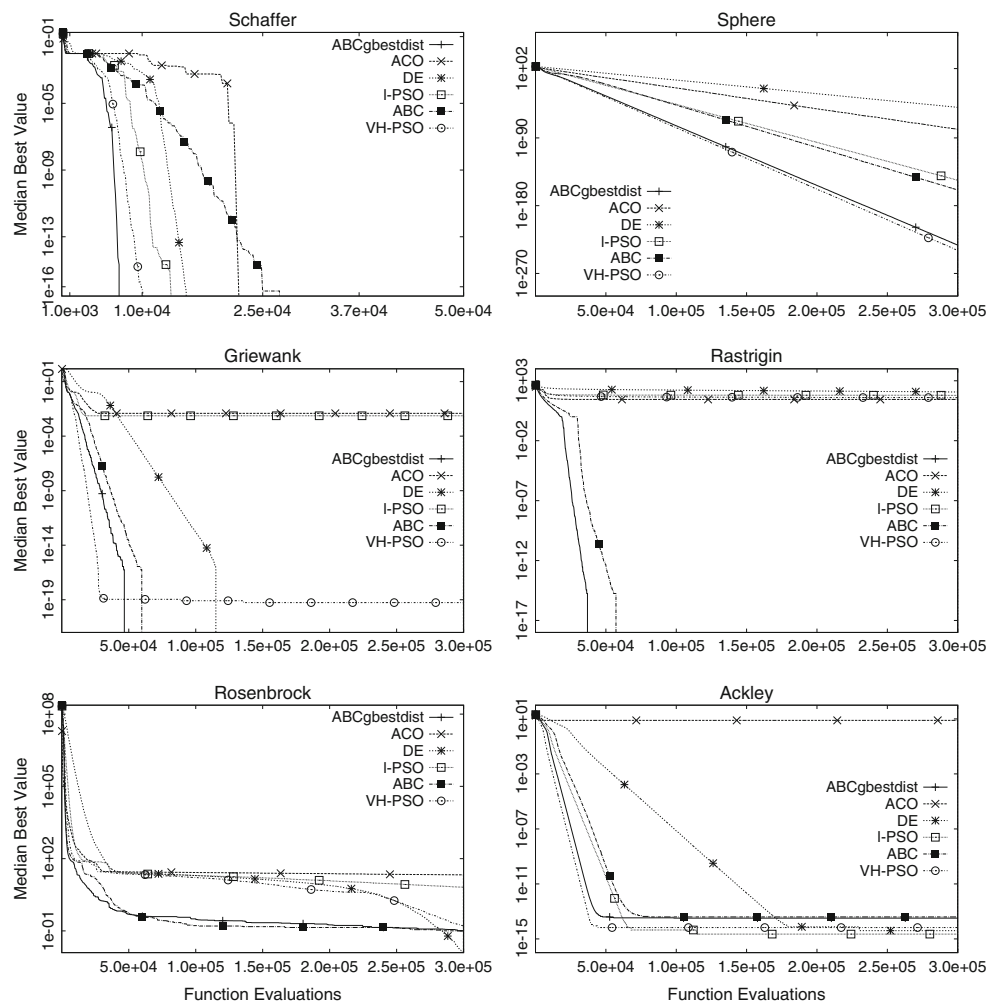 Schaffer
Median Best Value
1e-01
1e-05
1e-09
1e-13
1e-16
1.0e+03
1.0e+04
2.5e+04
3.7e+04
5.0e+04
ABCgbestdist
ACO
DE
I-PSO
ABC
VH-PSO
Sphere
1e+02
1e-90
1e-180
1e-270
5.0e+04
1.0e+05
1.5e+05
2.0e+05
2.5e+05
3.0e+05
ABCgbestdist
ACO
DE
I-PSO
ABC
VH-PSO
Griewank
Median Best Value
1e+01
1e-04
1e-09
1e-14
1e-19
5.0e+04
1.0e+05
1.5e+05
2.0e+05
2.5e+05
3.0e+05
ABCgbestdist
ACO
DE
I-PSO
ABC
VH-PSO
Rastrigin
1e+03
1e-02
1e-07
1e-12
1e-17
5.0e+04
1.0e+05
1.5e+05
2.0e+05
2.5e+05
3.0e+05
ABCgbestdist
ACO
DE
I-PSO
ABC
VH-PSO
Rosenbrock
Median Best Value
1e+08
1e+05
1e+02
1e-01
5.0e+04
1.0e+05
1.5e+05
2.0e+05
2.5e+05
3.0e+05
Function Evaluations
ABCgbestdist
ACO
DE
I-PSO
ABC
VH-PSO
Ackley
1e+01
1e-03
1e-07
1e-11
1e-15
5.0e+04
1.0e+05
1.5e+05
2.0e+05
2.5e+05
3.0e+05
Function Evaluations
ABCgbestdist
ACO
DE
I-PSO
ABC
VH-PSO